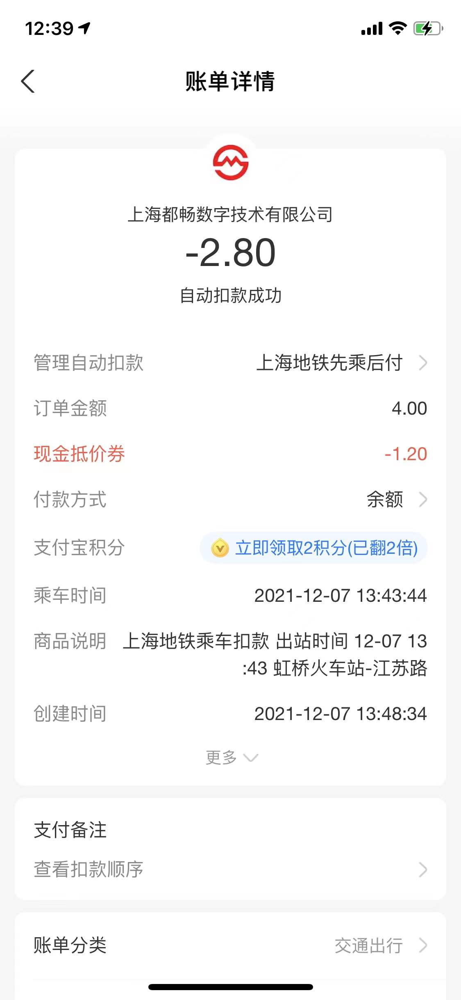 12:39
账单详情
上海都畅数字技术有限公司
-2.80
自动扣款成功
管理自动扣款 上海地铁先乘后付
订单金额 4.00
现金抵价券 -1.20
付款方式 余额
支付宝积分 立即领取2积分(已翻2倍)
乘车时间 2021-12-07 13:43:44
商品说明 上海地铁乘车扣款 出站时间 12-07 13
:43 虹桥火车站-江苏路
创建时间 2021-12-07 13:48:34
更多
支付备注
查看扣款顺序
账单分类 交通出行